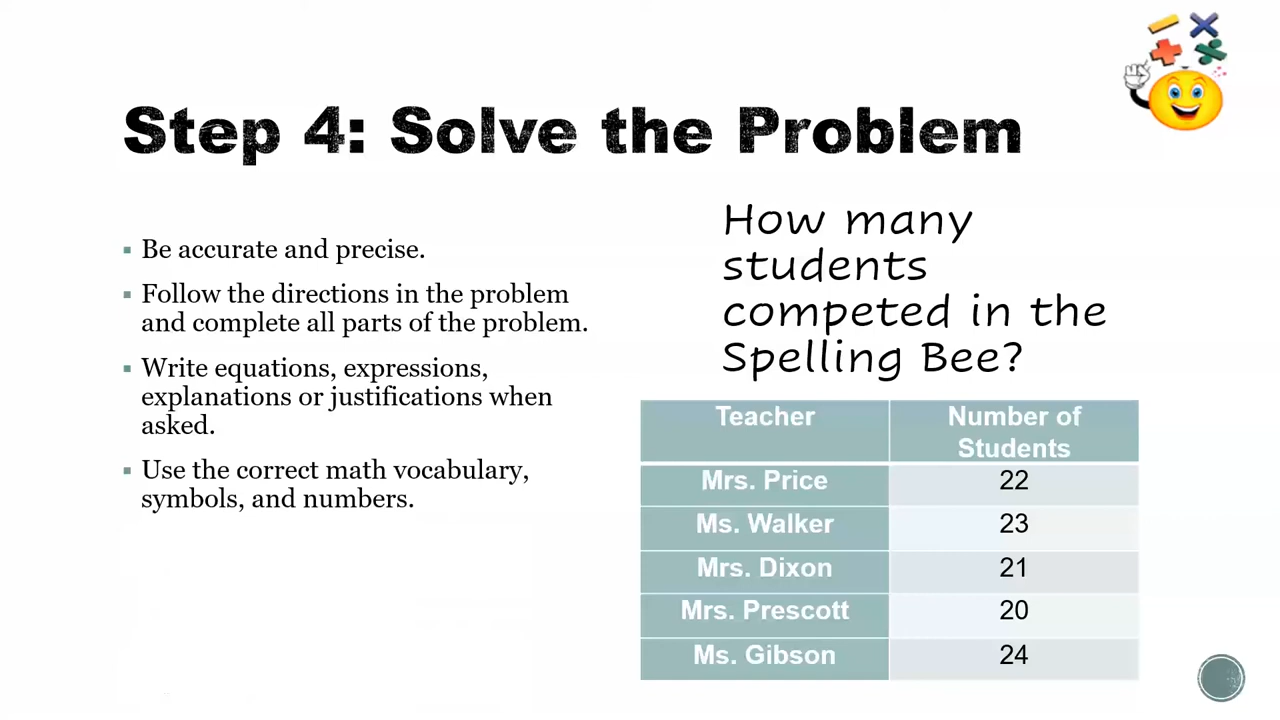 Step 4: Solve the Problem
Be accurate and precise.
Follow the directions in the problem
and complete all parts of the problem.
Write equations, expressions,
explanations or justifications when
asked.
Use the correct math vocabulary,
symbols, and numbers.
How many
students
competed in the
Spelling Bee?
Teacher Number of
Students
Mrs. Price 22
Ms. Walker 23
Mrs. Dixon 21
Mrs. Prescott 20
Ms. Gibson 24